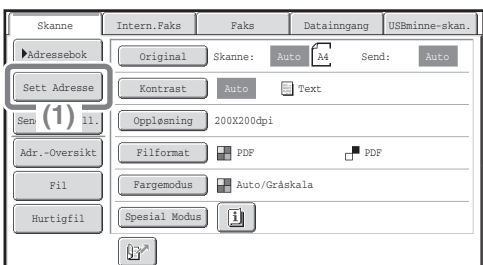 Skanne Intern.Faks Faks Datainngang USBminne-skan.
Adressebok Original Skanne: Auto A4 Send: Auto
Sett Adresse Kontrast Auto Text
(1) Oppløsning 200X200dpi
Adr.-Oversikt Filformat PDF PDF
Fil Fargemodus Auto/Gråskala
Hurtigfil Spesial Modus